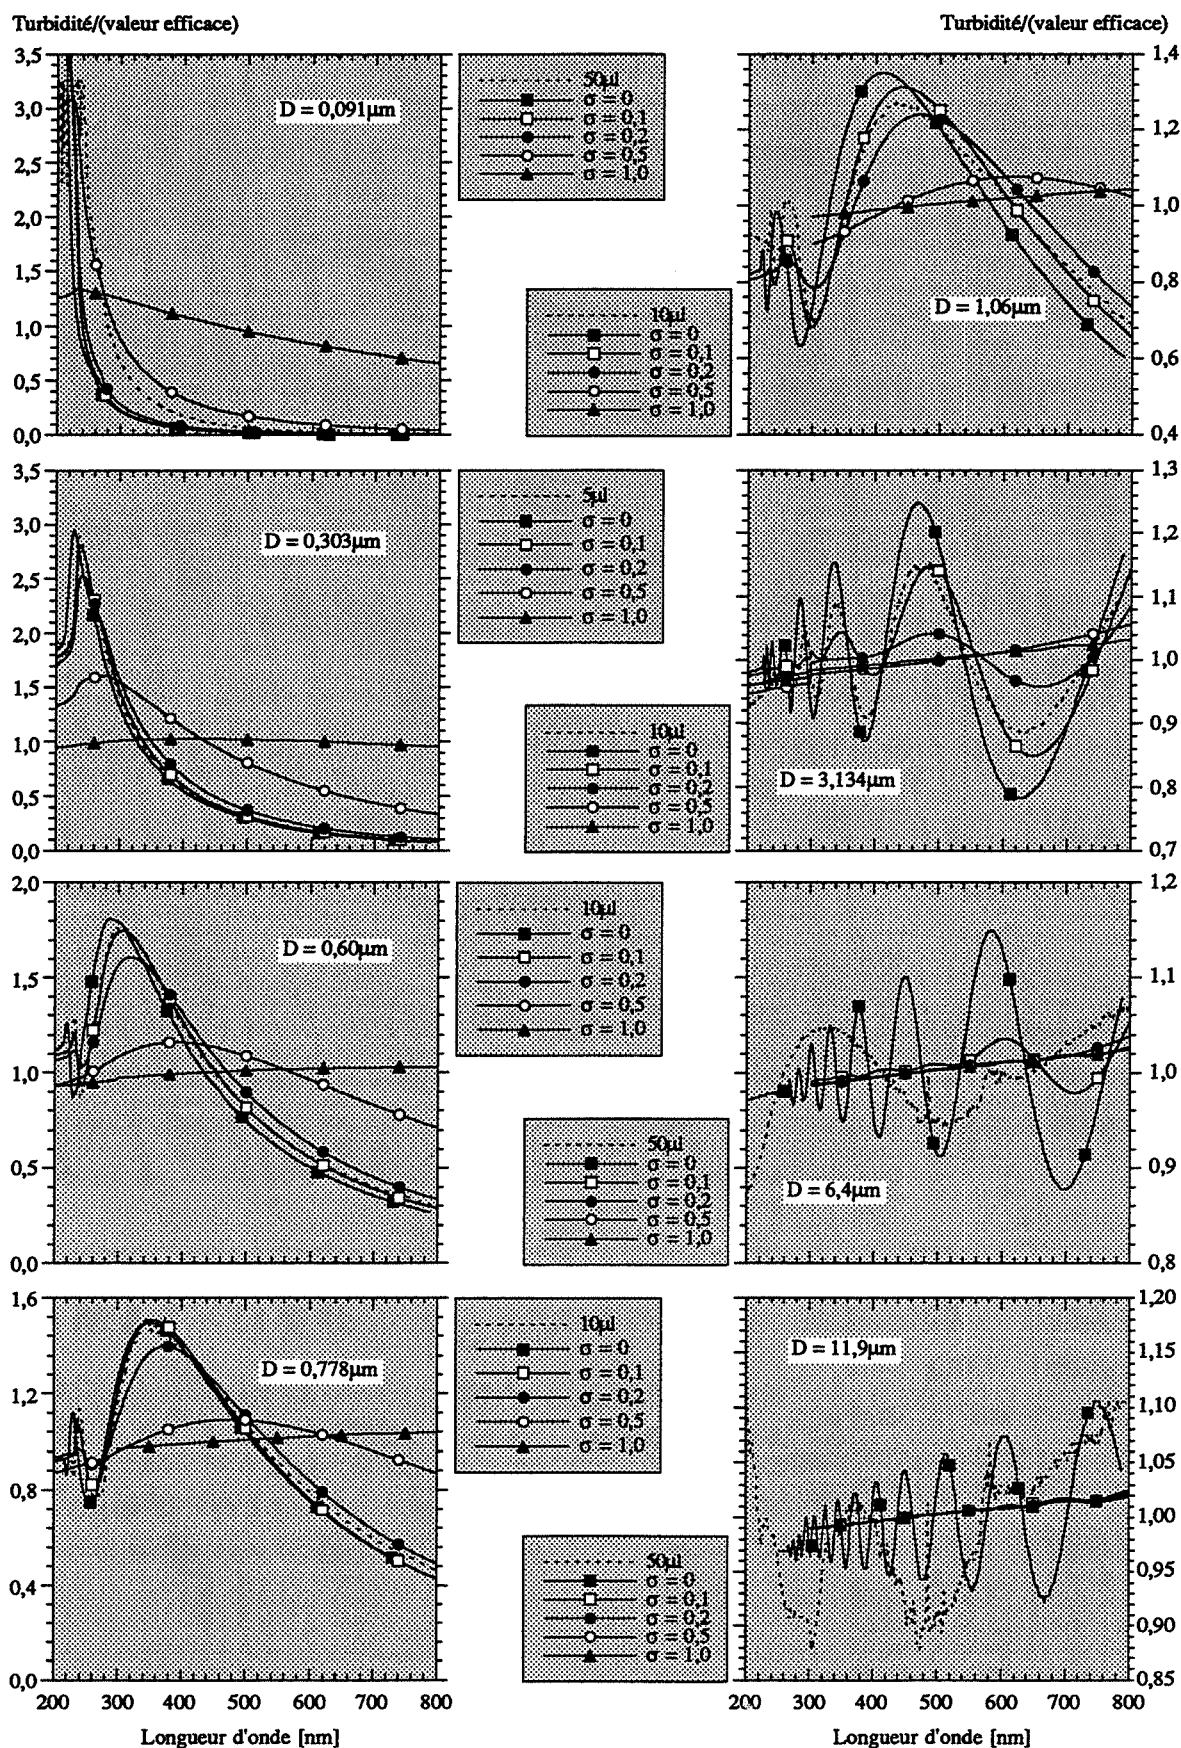 Turbidité/(valeur efficace)
3,5
3,0
2,5
2,0
1,5
1,0
0,5
0,0
D = 0,091µm
50µl
σ = 0
σ = 0,1
σ = 0,2
σ = 0,5
σ = 1,0
3,5
3,0
2,5
2,0
1,5
1,0
0,5
0,0
D = 0,303µm
5µl
σ = 0
σ = 0,1
σ = 0,2
σ = 0,5
σ = 1,0
2,0
1,5
1,0
0,5
0,0
D = 0,60µm
10µl
σ = 0
σ = 0,1
σ = 0,2
σ = 0,5
σ = 1,0
1,6
1,2
0,8
0,4
0,0
D = 0,778µm
10µl
σ = 0
σ = 0,1
σ = 0,2
σ = 0,5
σ = 1,0
200 300 400 500 600 700 800
Longueur d'onde [nm]
Turbidité/(valeur efficace)
1,4
1,2
1,0
0,8
0,6
0,4
D = 1,06µm
10µl
σ = 0
σ = 0,1
σ = 0,2
σ = 0,5
σ = 1,0
1,3
1,2
1,1
1,0
0,9
0,8
0,7
D = 3,134µm
10µl
σ = 0
σ = 0,1
σ = 0,2
σ = 0,5
σ = 1,0
1,2
1,1
1,0
0,9
0,8
D = 6,4µm
50µl
σ = 0
σ = 0,1
σ = 0,2
σ = 0,5
σ = 1,0
1,20
1,15
1,10
1,05
1,00
0,95
0,90
0,85
D = 11,9µm
50µl
σ = 0
σ = 0,1
σ = 0,2
σ = 0,5
σ = 1,0
200 300 400 500 600 700 800
Longueur d'onde [nm]